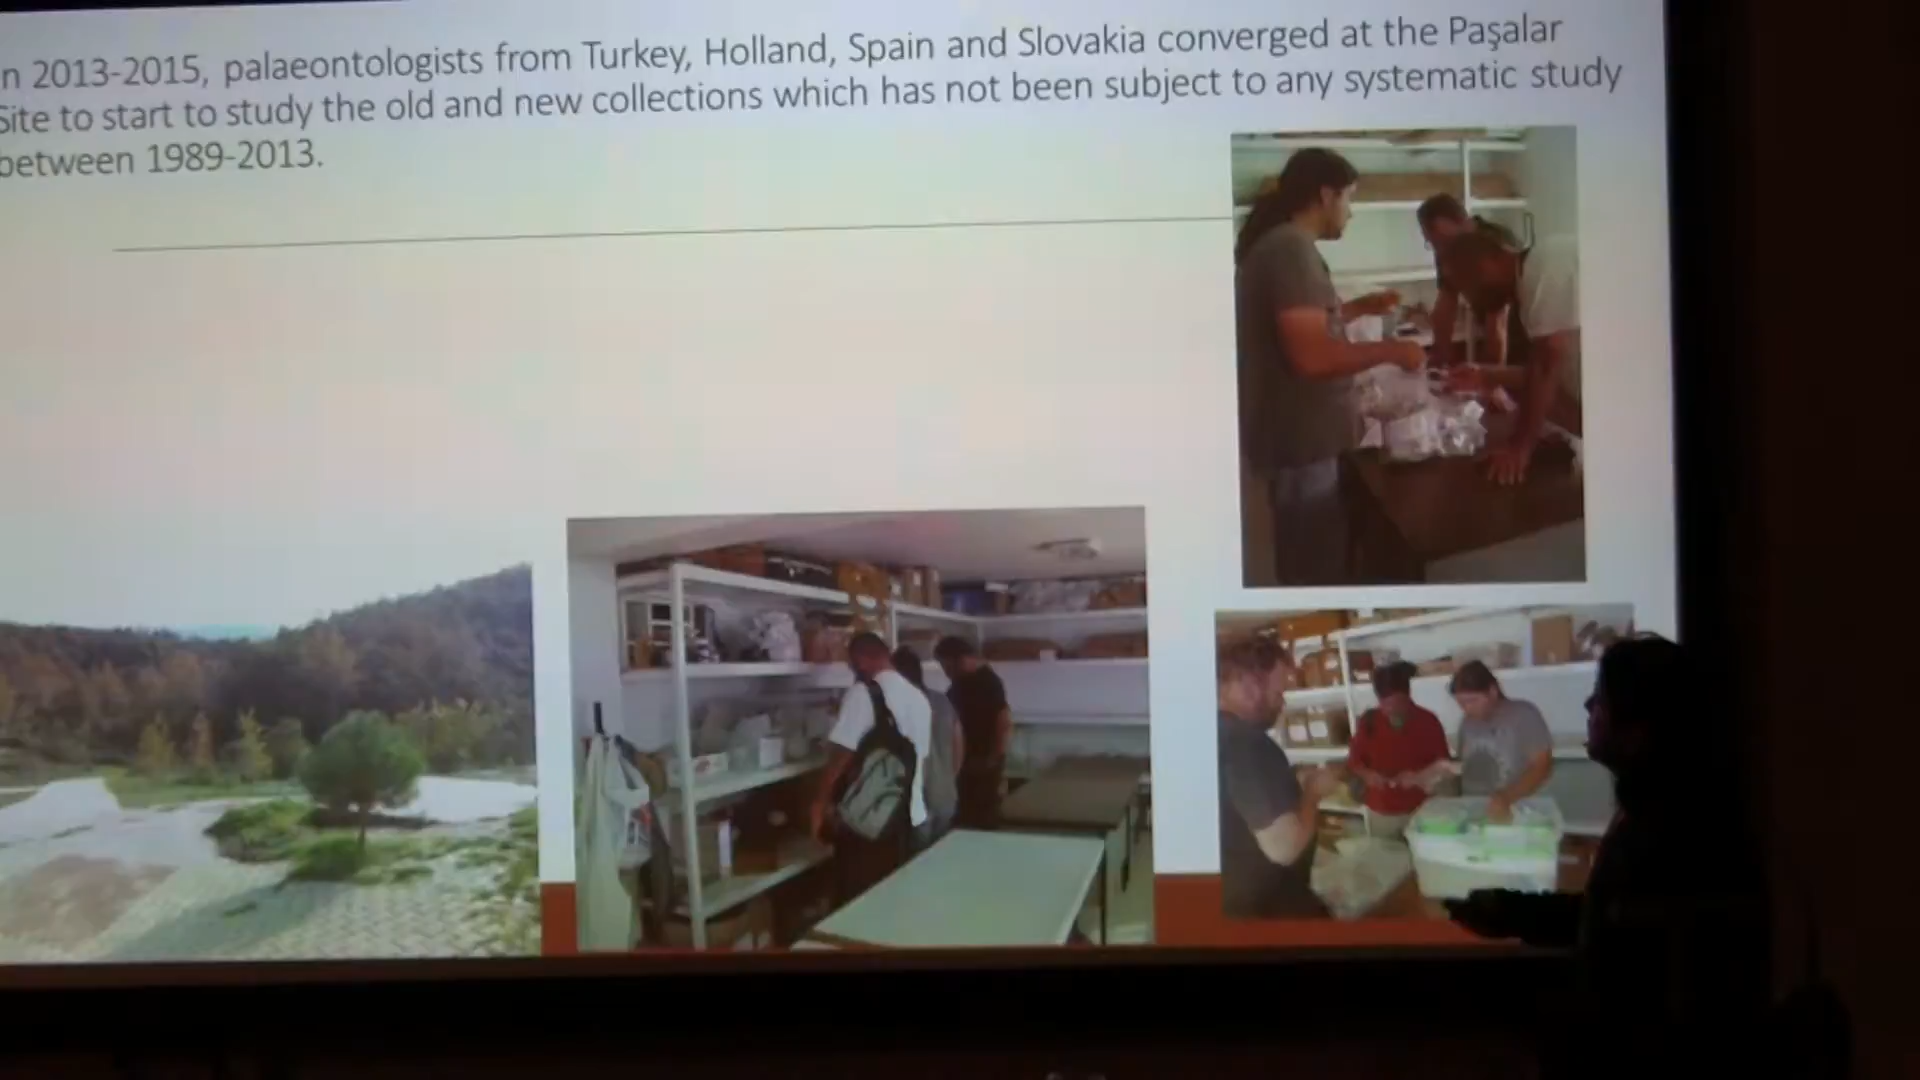 n 2013-2015, palaeontologists from Turkey, Holland, Spain and Slovakia converged at the Paşalar
Site to start to study the old and new collections which has not been subject to any systematic study
between 1989-2013.